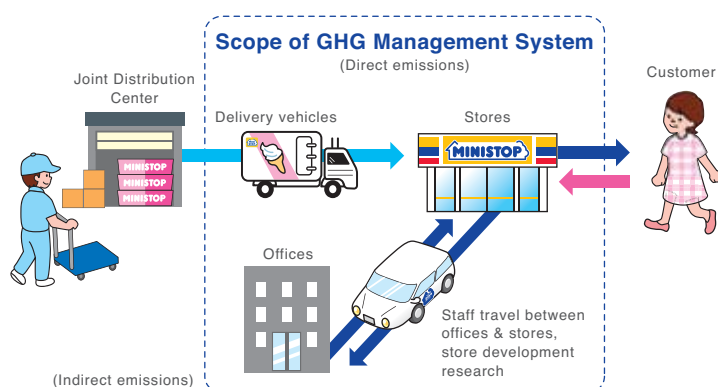 Scope of GHG Management System
(Direct emissions)
Joint Distribution
Center
Delivery vehicles
Stores
Customer
MINISTOP
MINISTOP
MINISTOP
MINISTOP
Offices
Staff travel between
offices & stores,
store development
research
(Indirect emissions)